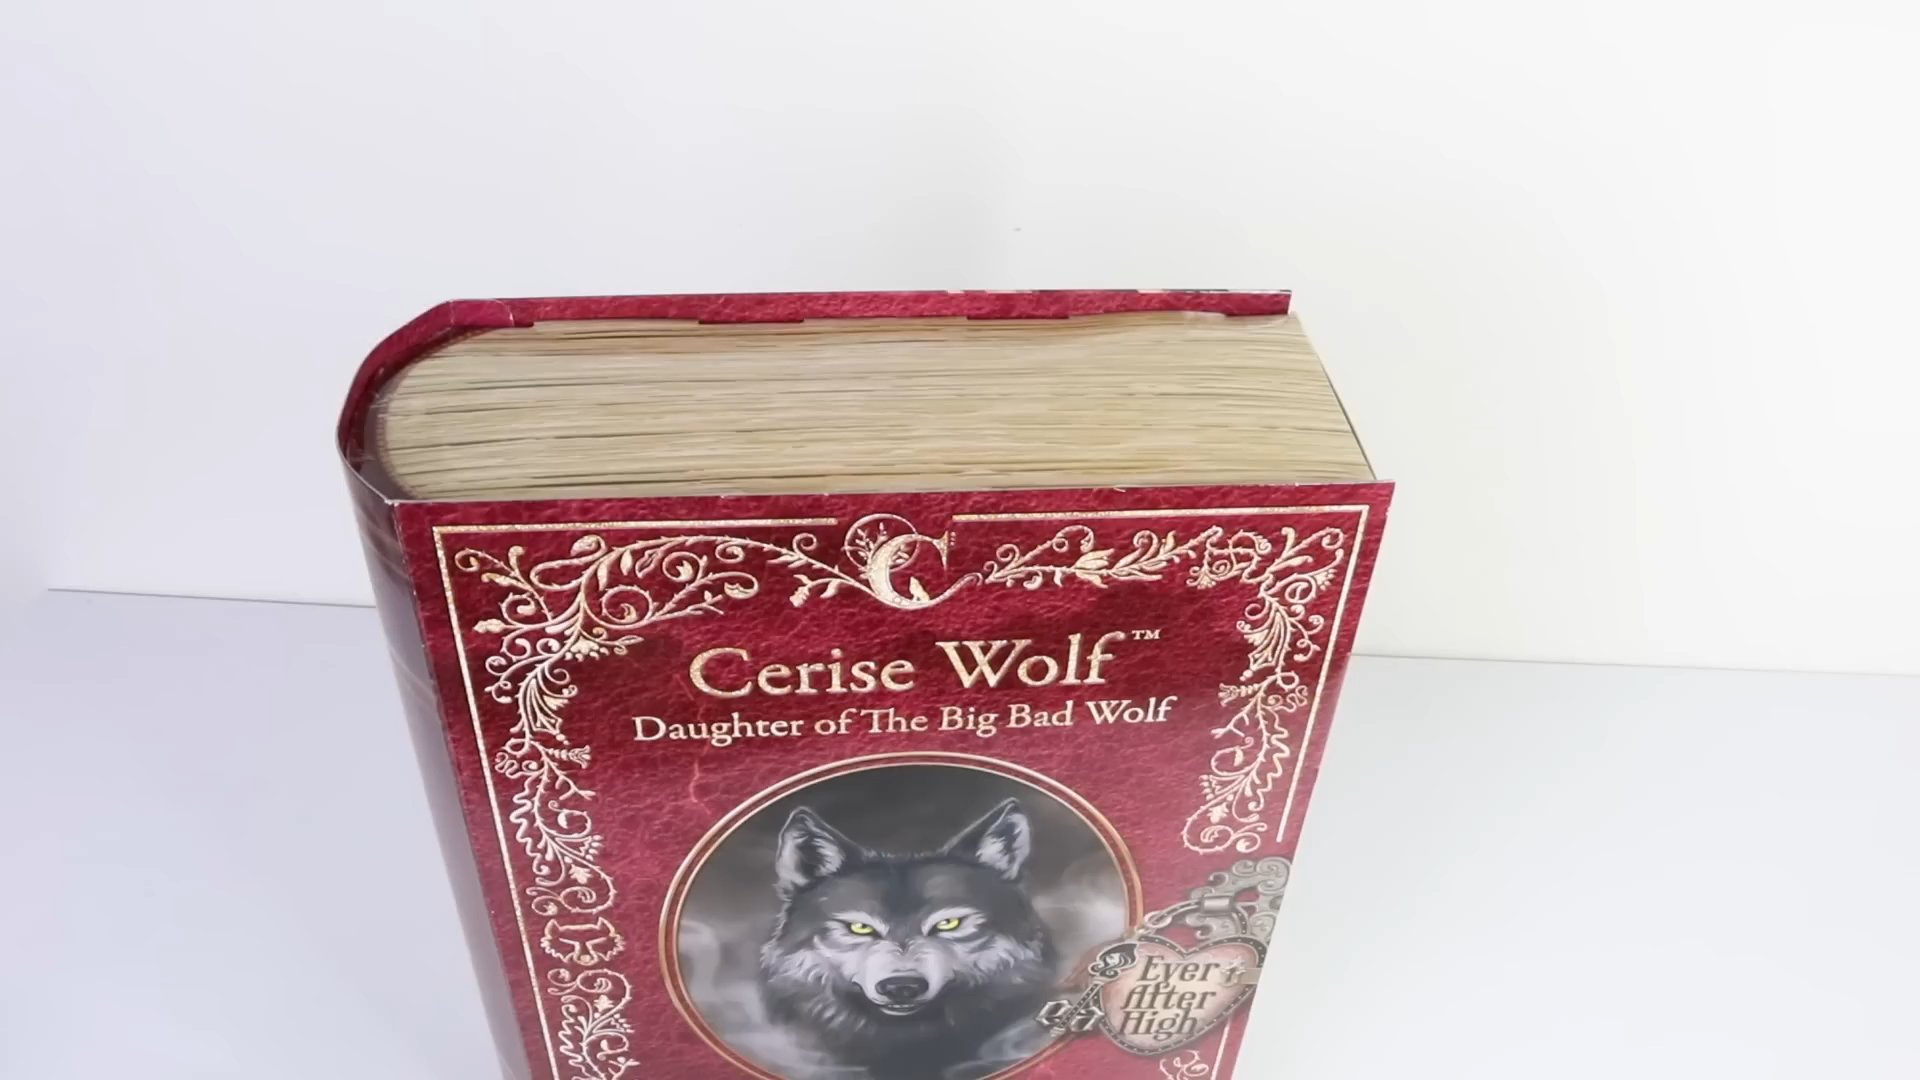 C
Cerise Wolf™
Daughter of The Big Bad Wolf
Ever
After
High